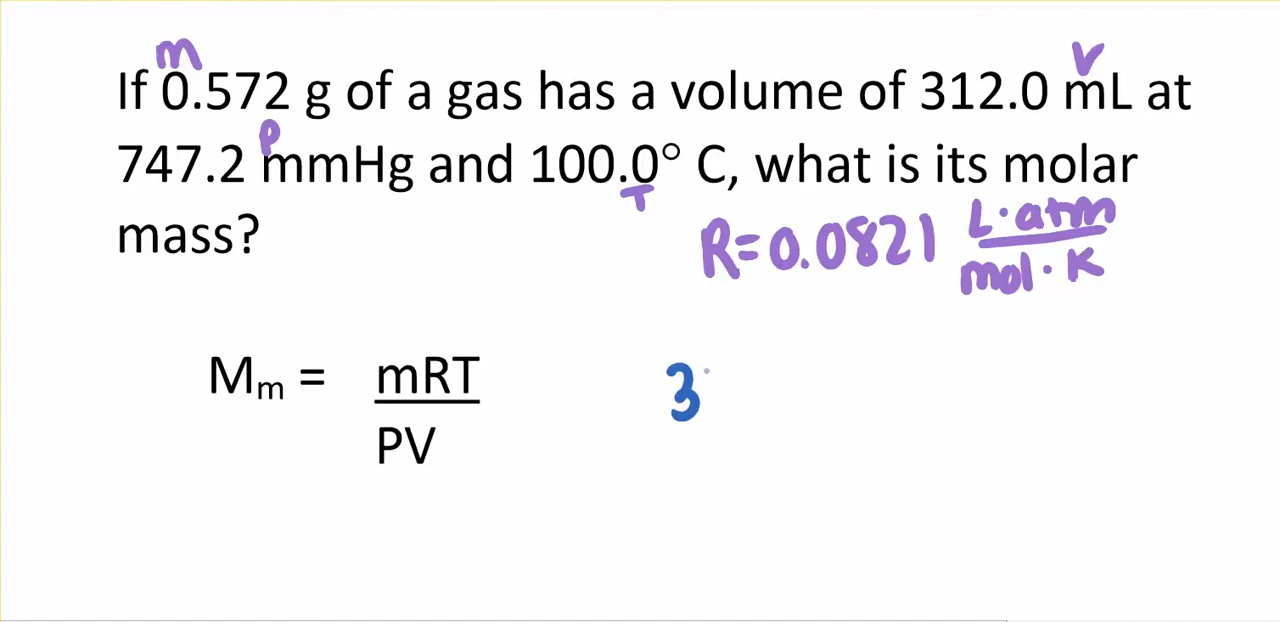 m V
If 0.572 g of a gas has a volume of 312.0 mL at
P
747.2 mmHg and 100.0° C, what is its molar
T
mass?
R=0.0821 L·atm
mol·K
Mm = mRT
PV
3